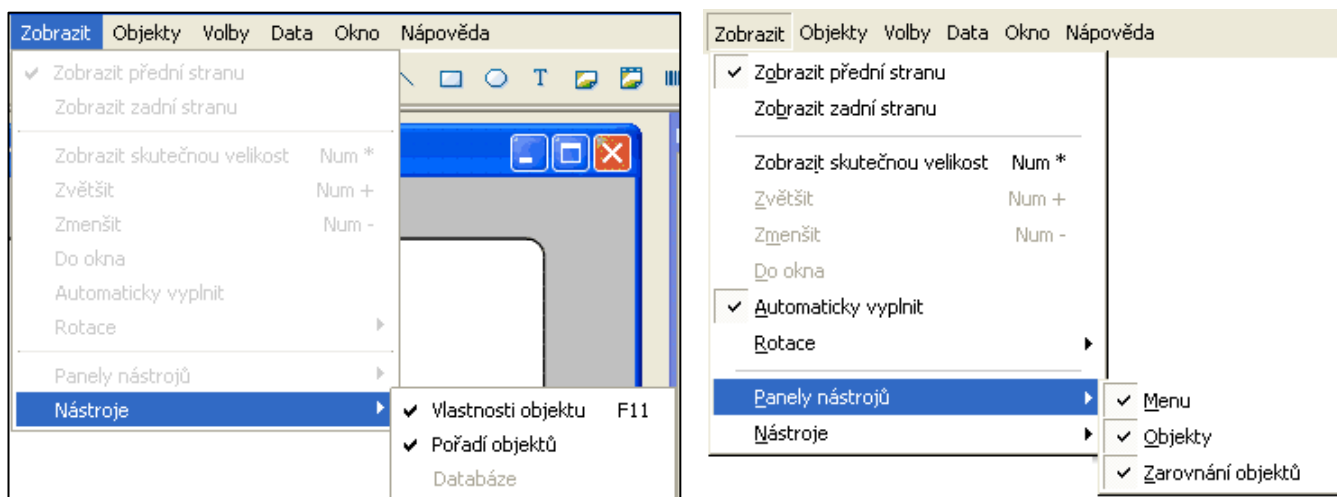 Zobrazit Objekty Volby Data Okno Nápověda
Zobrazit přední stranu
Zobrazit zadní stranu
Zobrazit skutečnou velikost Num *
Zvětšit Num +
Zmenšit Num -
Do okna
Automaticky vyplnit
Rotace
Panely nástrojů
Nástroje
Vlastnosti objektu F11
Pořadí objektů
Databáze
T
Zobrazit Objekty Volby Data Okno Nápověda
Zobrazit přední stranu
Zobrazit zadní stranu
Zobrazit skutečnou velikost Num *
Zvětšit Num +
Zmenšit Num -
Do okna
Automaticky vyplnit
Rotace
Panely nástrojů
Nástroje
Menu
Objekty
Zarovnání objektů